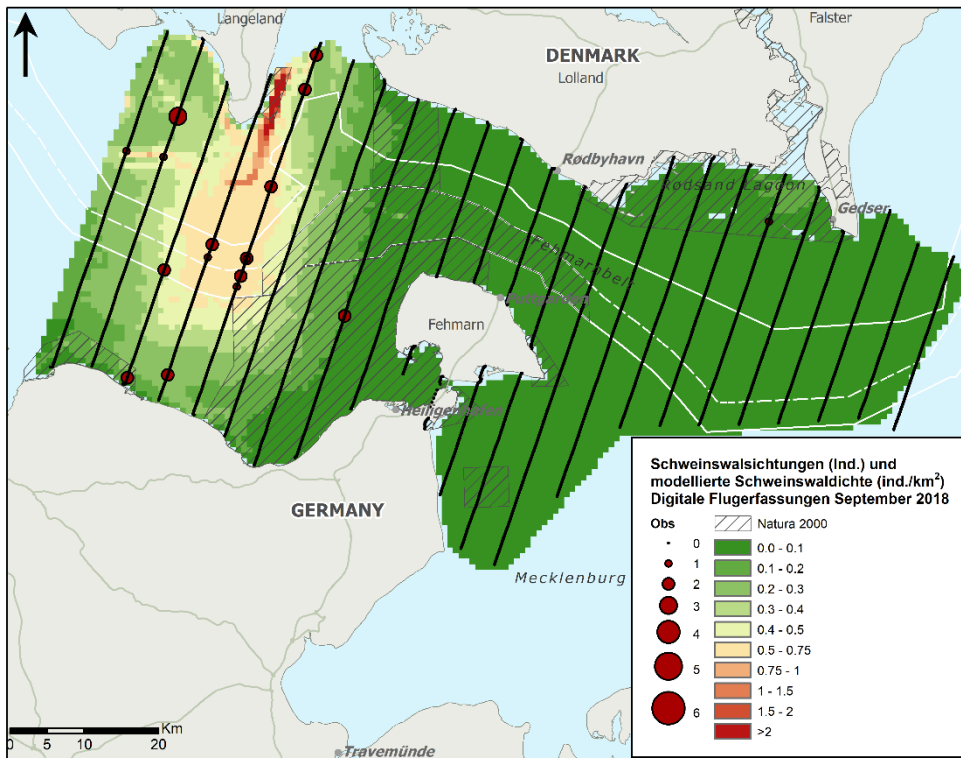 Langeland
Falster
DENMARK
Lolland
Rødbyhavn
Rødsand Lagoon
Gedser
Fehmarnbelt
Puttgarden
Fehmarn
Heiligenhafen
GERMANY
Mecklenburg
Travemünde
Km
0 5 10 20
Schweinswalsichtungen (Ind.) und
modellierte Schweinswaldichte (ind./km²)
Digitale Flugerfassungen September 2018
Obs
Natura 2000
0
1
2
3
4
5
6
0.0 - 0.1
0.1 - 0.2
0.2 - 0.3
0.3 - 0.4
0.4 - 0.5
0.5 - 0.75
0.75 - 1
1 - 1.5
1.5 - 2
>2